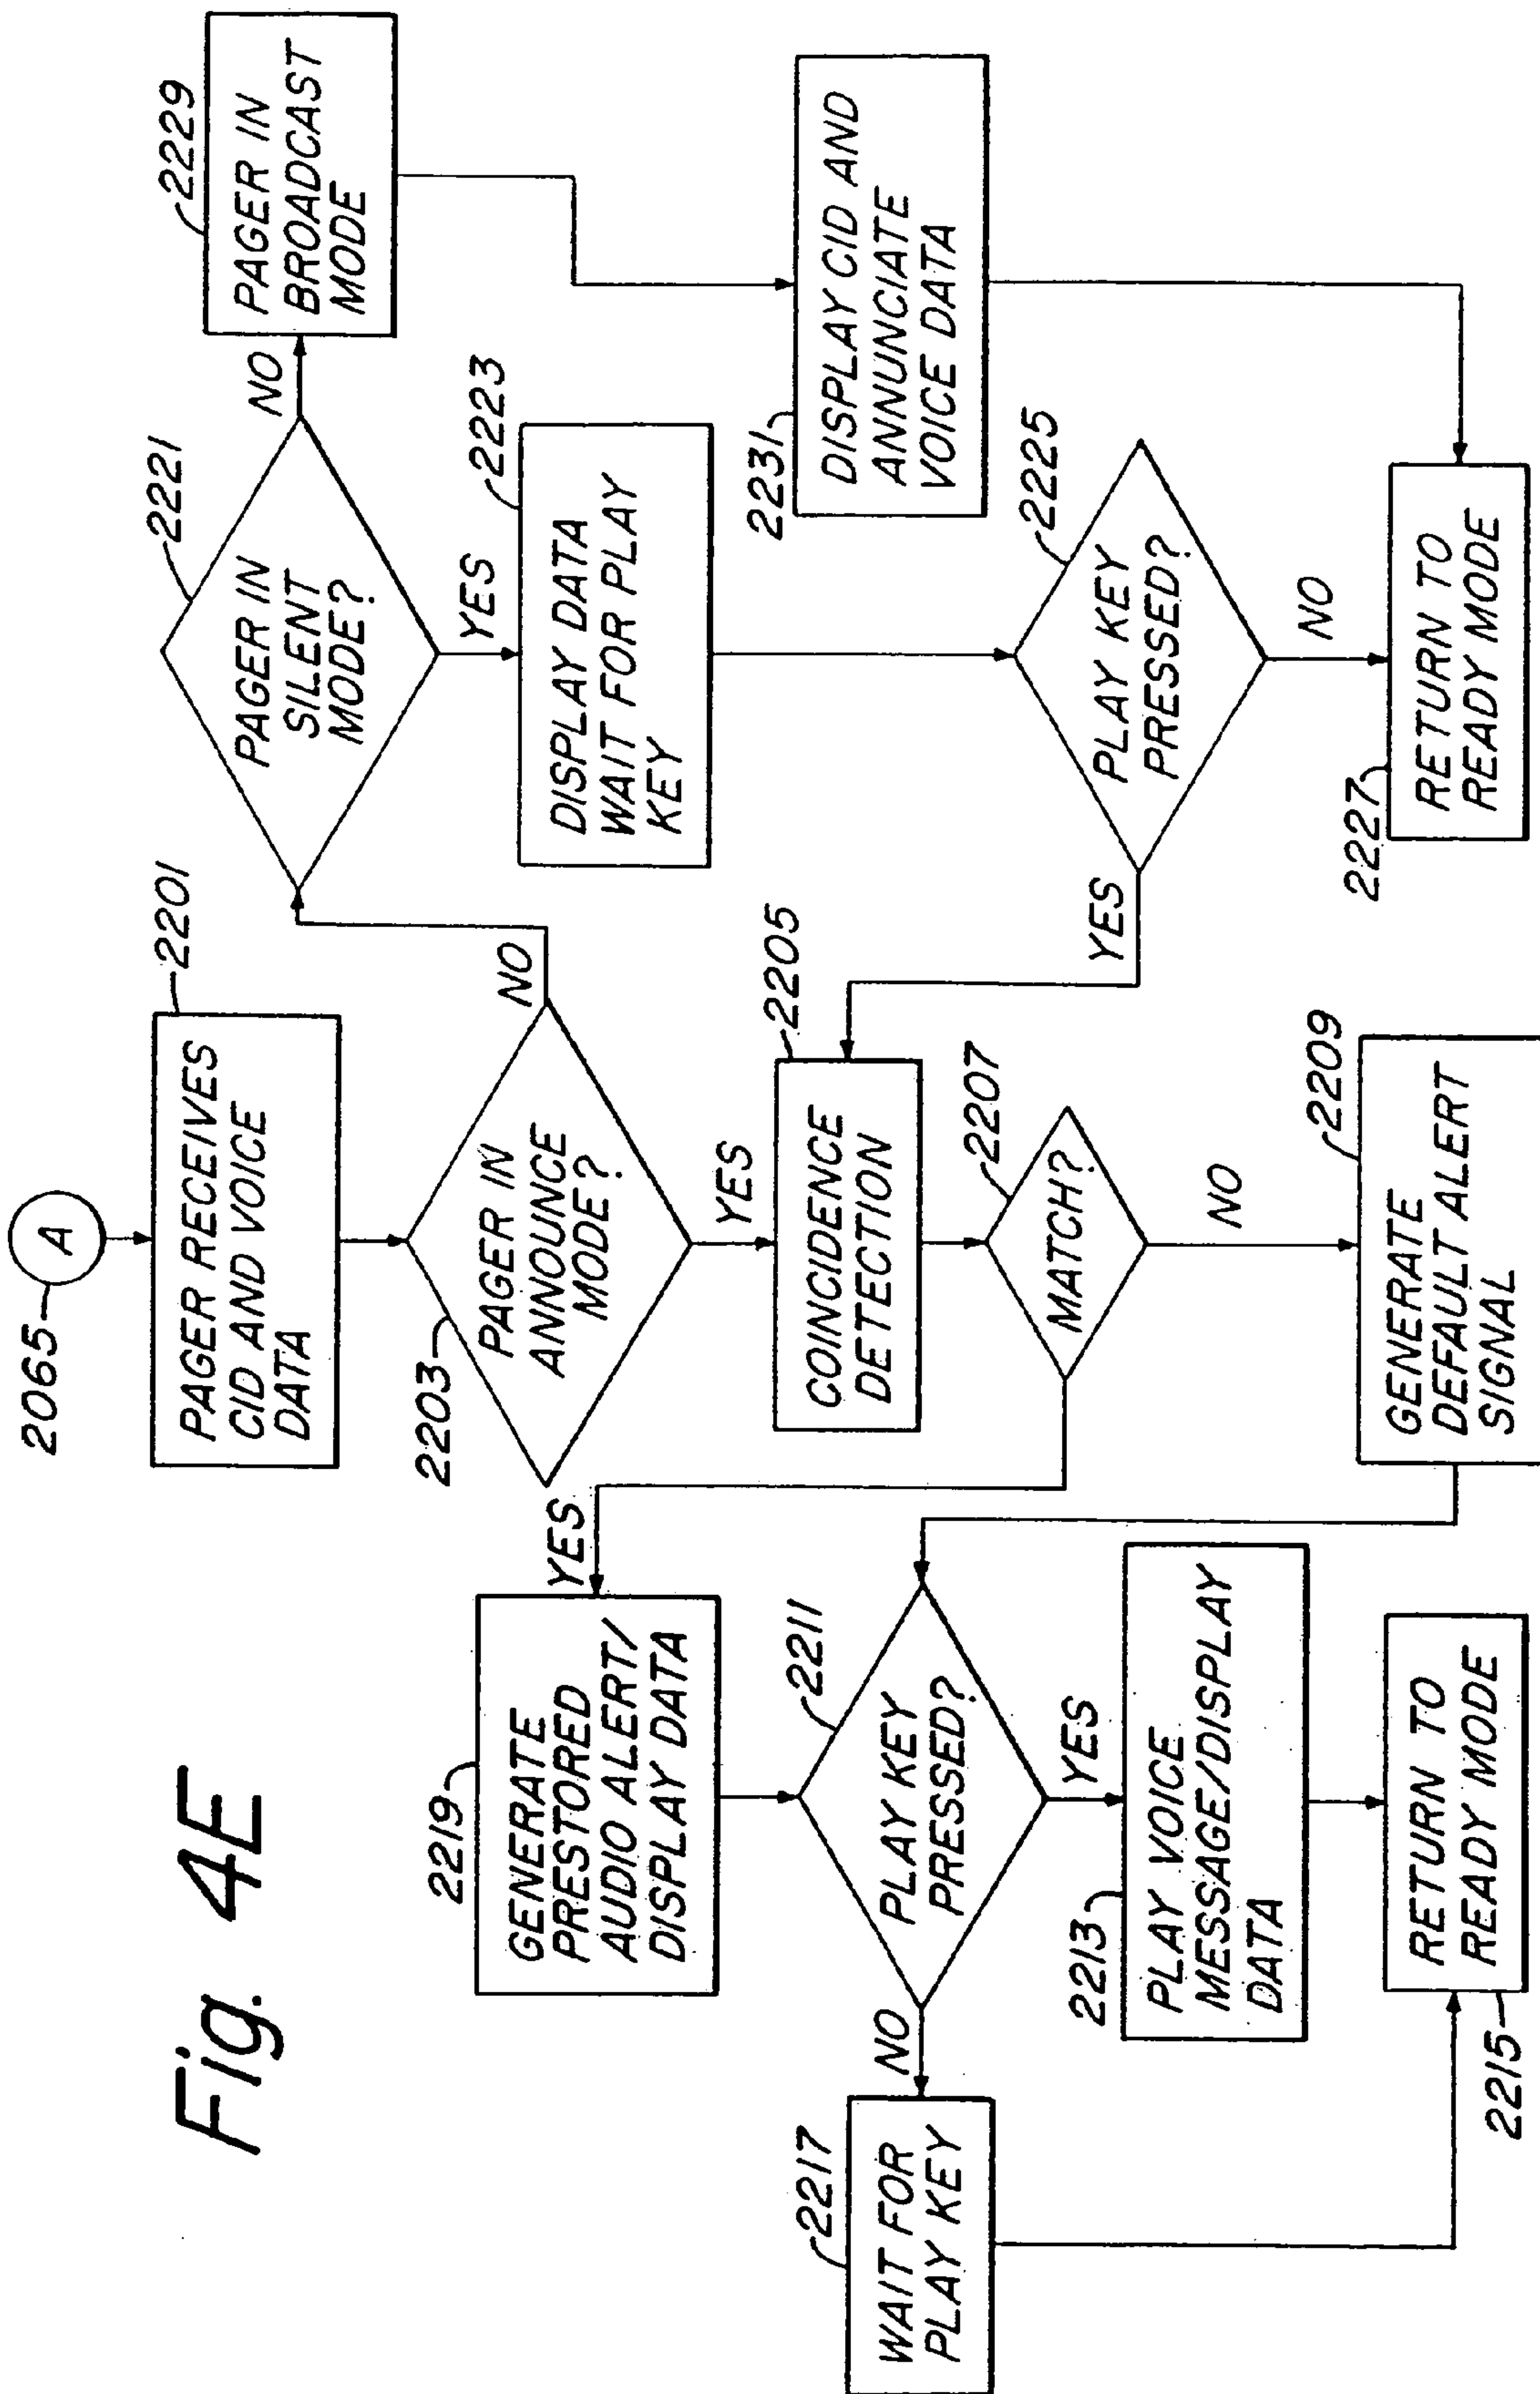 Fig. 4E
2065
A
2201
PAGER RECEIVES
CID AND VOICE
DATA
2203
PAGER IN
ANNOUNCE
MODE?
NO
YES
2221
PAGER IN
SILENT
MODE?
NO
YES
2229
PAGER IN
BROADCAST
MODE
2223
DISPLAY DATA
WAIT FOR PLAY
KEY
2231
DISPLAY CID AND
ANNUNCIATE
VOICE DATA
2225
PLAY KEY
PRESSED?
YES
NO
2227
RETURN TO
READY MODE
2205
COINCIDENCE
DETECTION
2207
MATCH?
YES
NO
2209
GENERATE
DEFAULT ALERT
SIGNAL
2219
GENERATE
PRESTORED
AUDIO ALERT/
DISPLAY DATA
2211
PLAY KEY
PRESSED?
NO
YES
2217
WAIT FOR
PLAY KEY
2213
PLAY VOICE
MESSAGE/DISPLAY
DATA
2215
RETURN TO
READY MODE